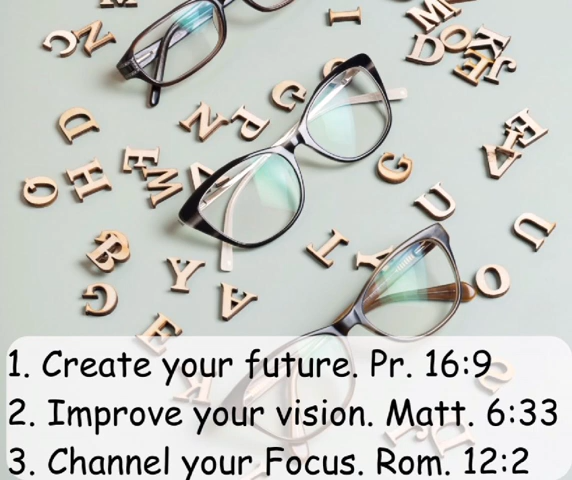 1. Create your future. Pr. 16:9
2. Improve your vision. Matt. 6:33
3. Channel your Focus. Rom. 12:2